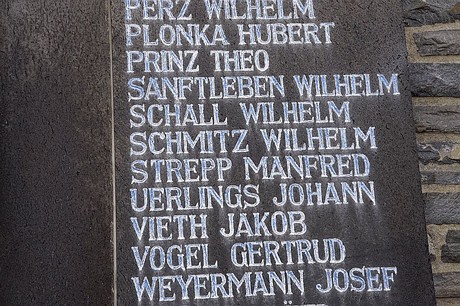 PERZ WILHELM
PLONKA HUBERT
PRINZ THEO
SANFTLEBEN WILHELM
SCHALL WILHELM
SCHMITZ WILHELM
STREPP MANFRED
UERLINGS JOHANN
VIETH JAKOB
VOGEL GERTRUD
WEYERMANN JOSEF